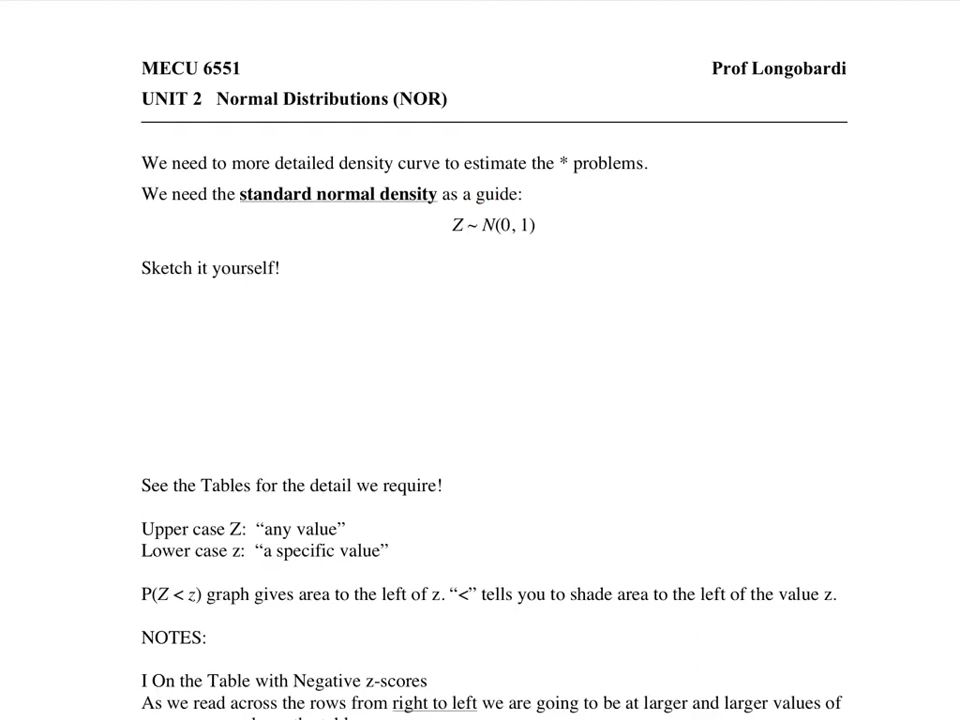 MECU 6551 Prof Longobardi
UNIT 2 Normal Distributions (NOR)
We need to more detailed density curve to estimate the * problems.
We need the standard normal density as a guide:
Z ~ N(0, 1)
Sketch it yourself!
See the Tables for the detail we require!
Upper case Z: “any value”
Lower case z: “a specific value”
P(Z < z) graph gives area to the left of z. “<” tells you to shade area to the left of the value z.
NOTES:
I On the Table with Negative z-scores
As we read across the rows from right to left we are going to be at larger and larger values of